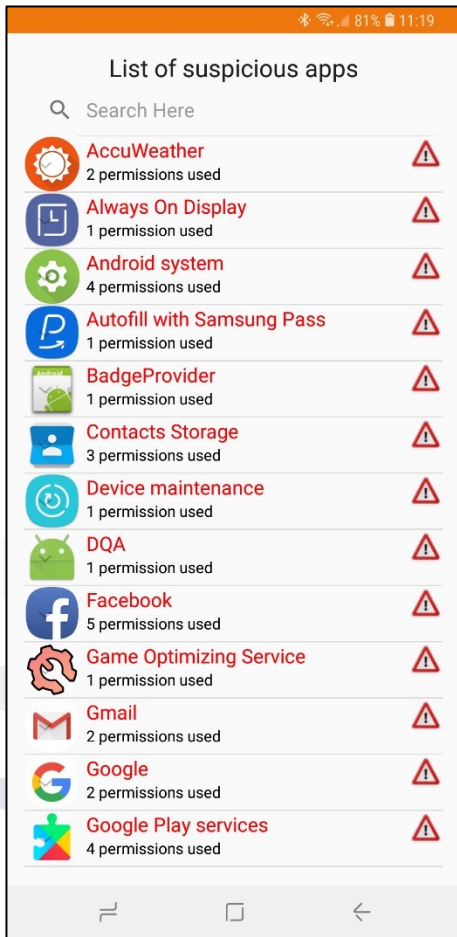 81% 11:19
List of suspicious apps
Search Here
AccuWeather
2 permissions used
Always On Display
1 permission used
Android system
4 permissions used
Autofill with Samsung Pass
1 permission used
Android
BadgeProvider
1 permission used
Contacts Storage
3 permissions used
Device maintenance
1 permission used
DQA
1 permission used
Facebook
5 permissions used
Game Optimizing Service
1 permission used
Gmail
2 permissions used
Google
2 permissions used
Google Play services
4 permissions used